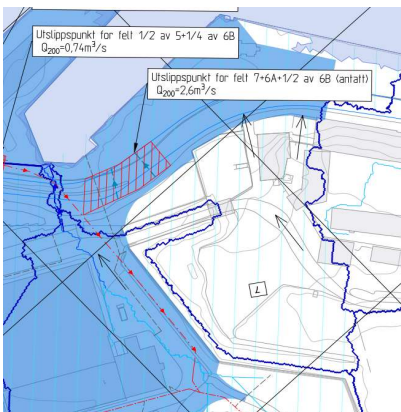 Utslippspunkt for felt 1/2 av 5+1/4 av 6B
Q200=0,74m³/s
Utslippspunkt for felt 7+6A+1/2 av 6B (antatt)
Q200=2,6m³/s
7